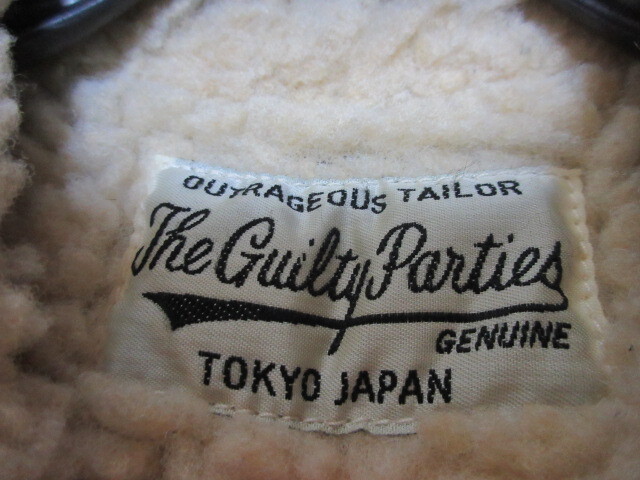 OUTRAGEOUS TAILOR
The Guilty Parties
GENUINE
TOKYO JAPAN